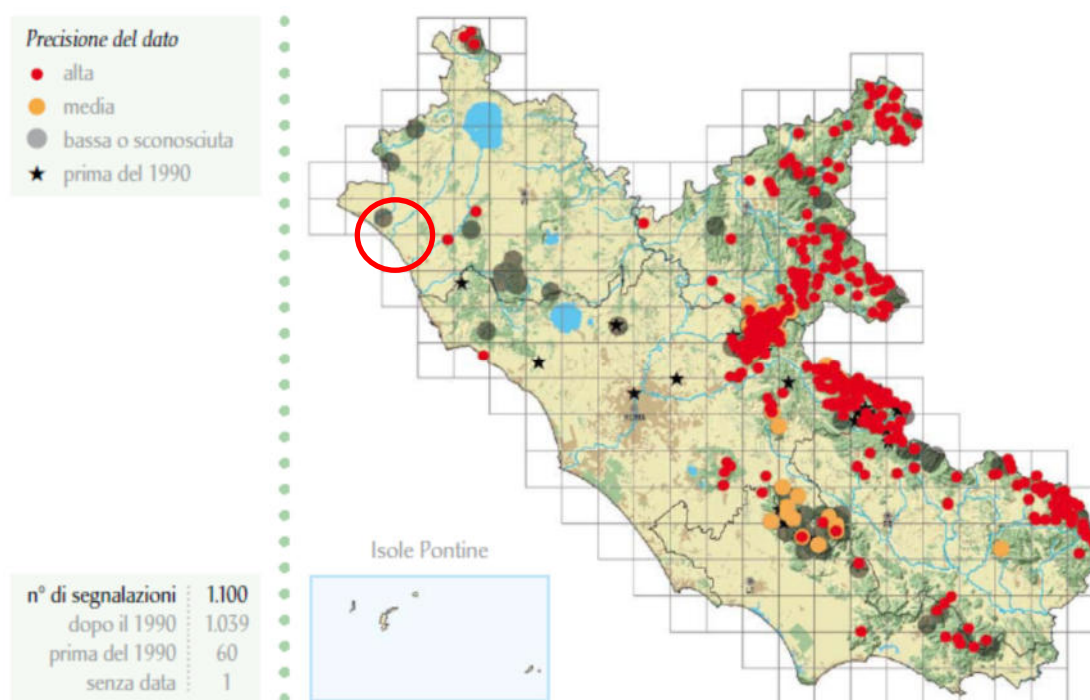 Precisione del dato
alta
media
bassa o sconosciuta
prima del 1990
Isole Pontine
n° di segnalazioni 1.100
dopo il 1990 1.039
prima del 1990 60
senza data 1